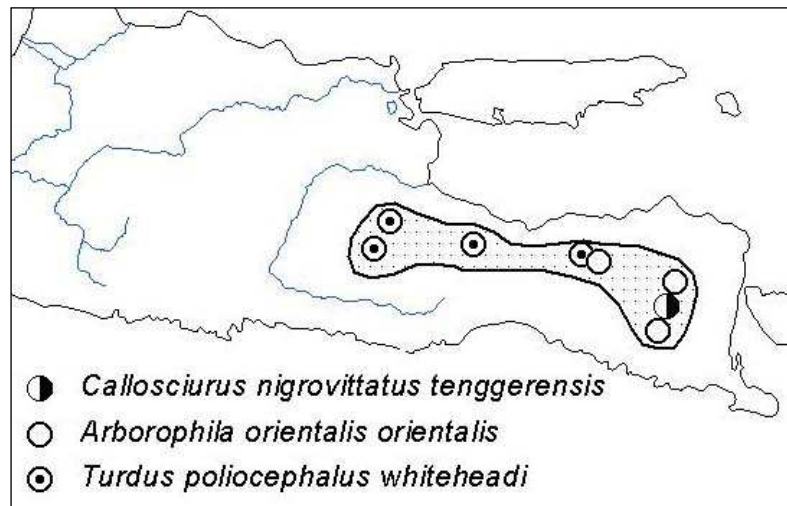 Callosciurus nigrovittatus tenggerensis
Arborophila orientalis orientalis
Turdus poliocephalus whiteheadi